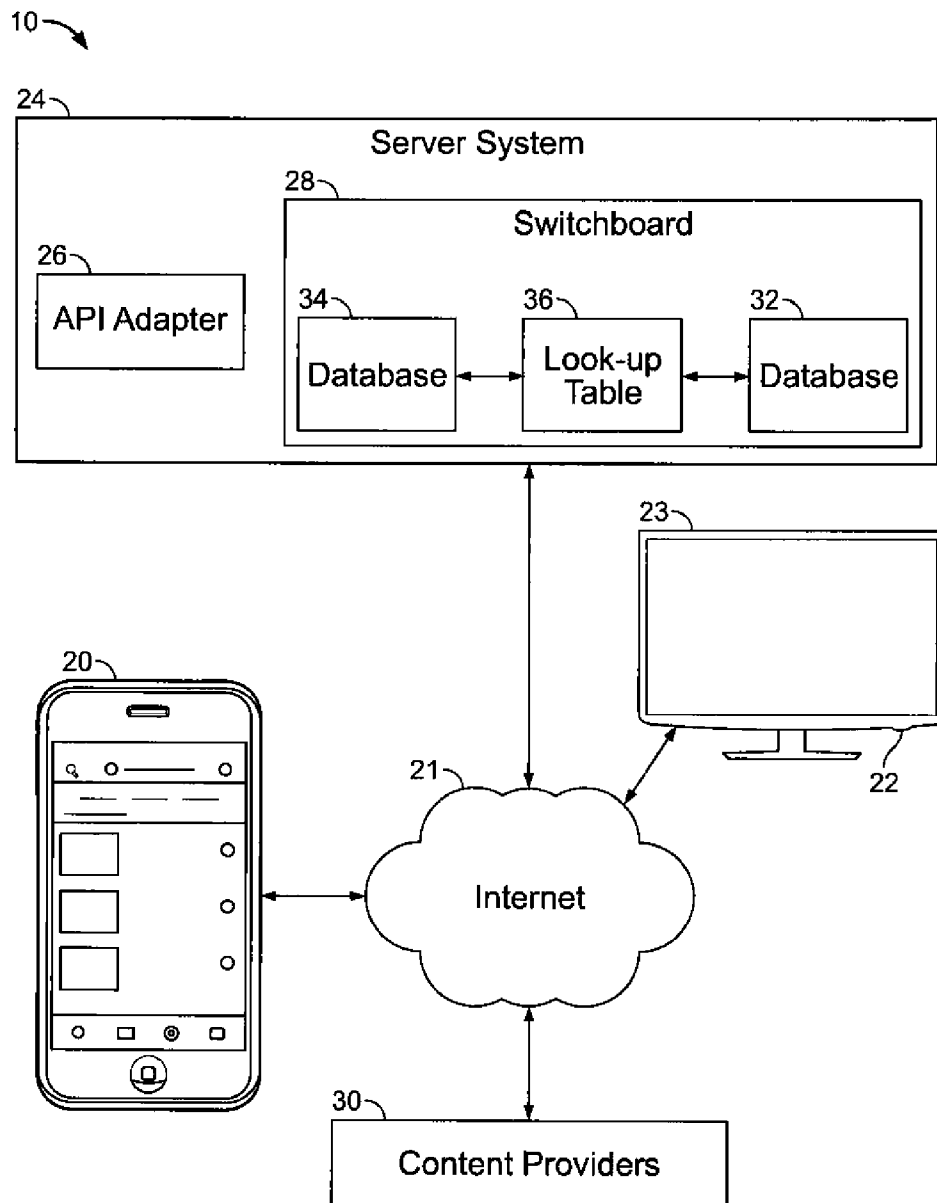 10
24
Server System
28
Switchboard
26
API Adapter
34
Database
36
Look-up
Table
32
Database
23
22
20
21
Internet
30
Content Providers